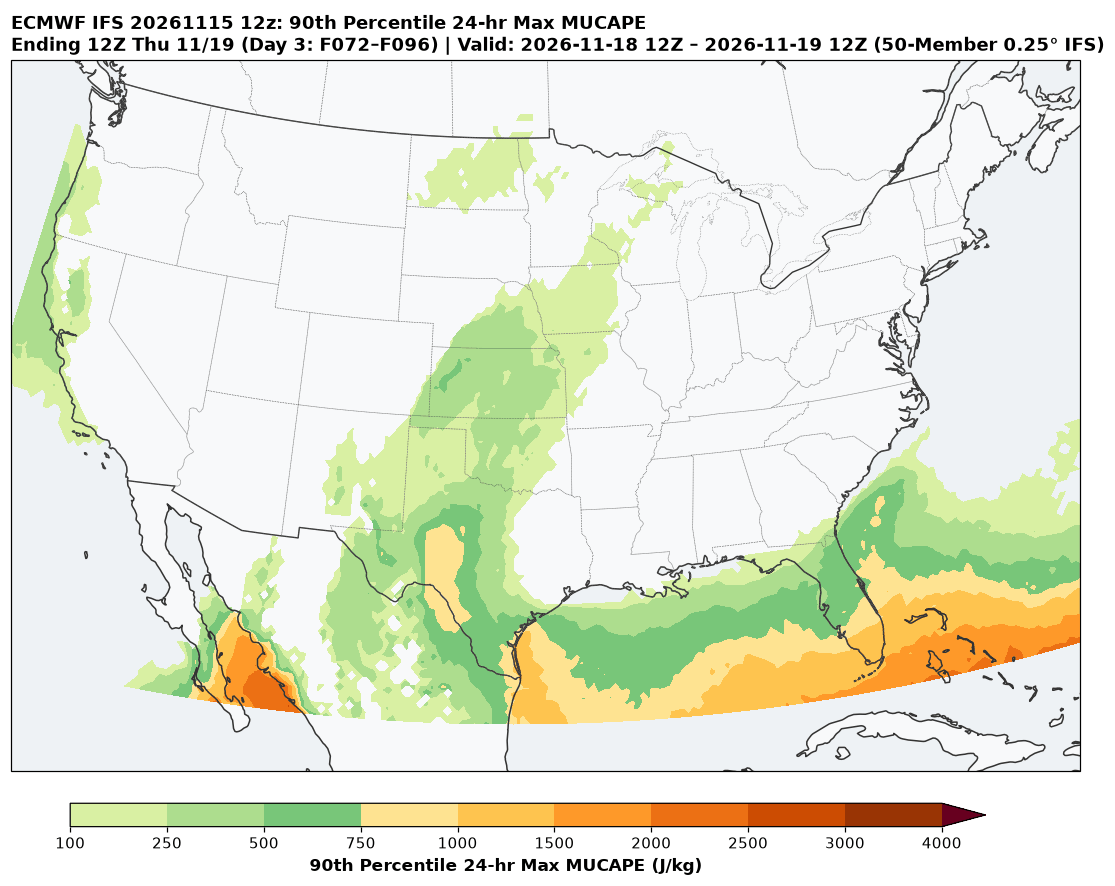 ECMWF IFS 20261115 12z: 90th Percentile 24-hr Max MUCAPE
Ending 12Z Thu 11/19 (Day 3: F072–F096) | Valid: 2026-11-18 12Z – 2026-11-19 12Z (50-Member 0.25° IFS)
100 250 500 750 1000 1500 2000 2500 3000 4000
90th Percentile 24-hr Max MUCAPE (J/kg)